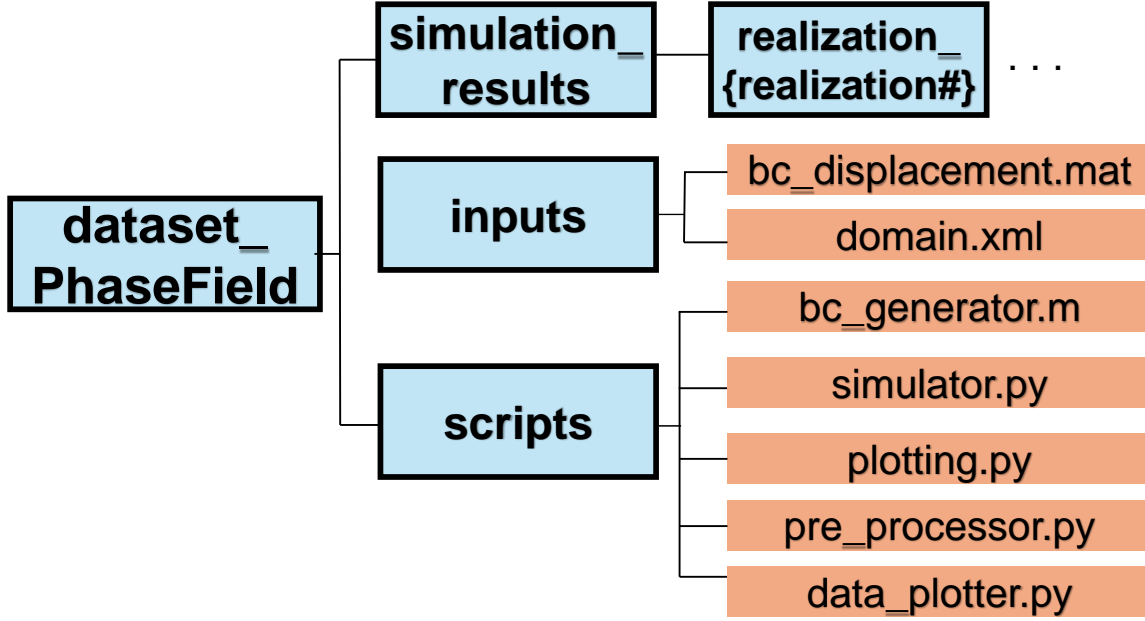 simulation_
results
realization_
{realization#}
. . .
dataset_
PhaseField
inputs
bc_displacement.mat
domain.xml
scripts
bc_generator.m
simulator.py
plotting.py
pre_processor.py
data_plotter.py